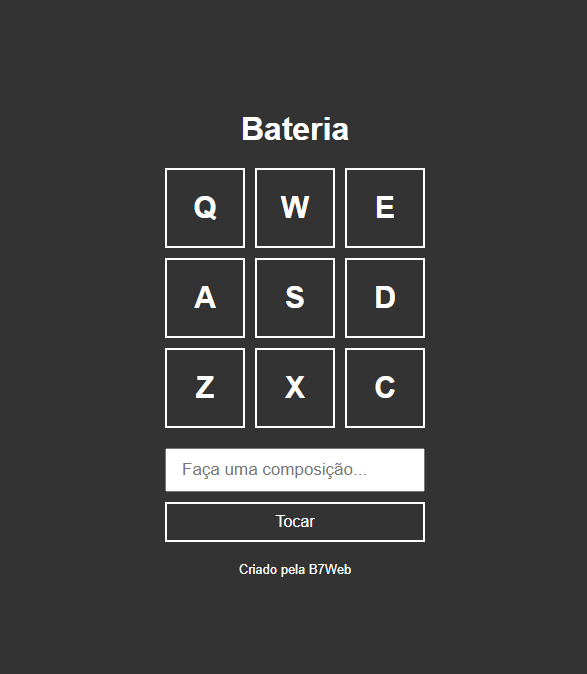 Bateria
Q W E
A S D
Z X C
Faça uma composição...
Tocar
Criado pela B7Web